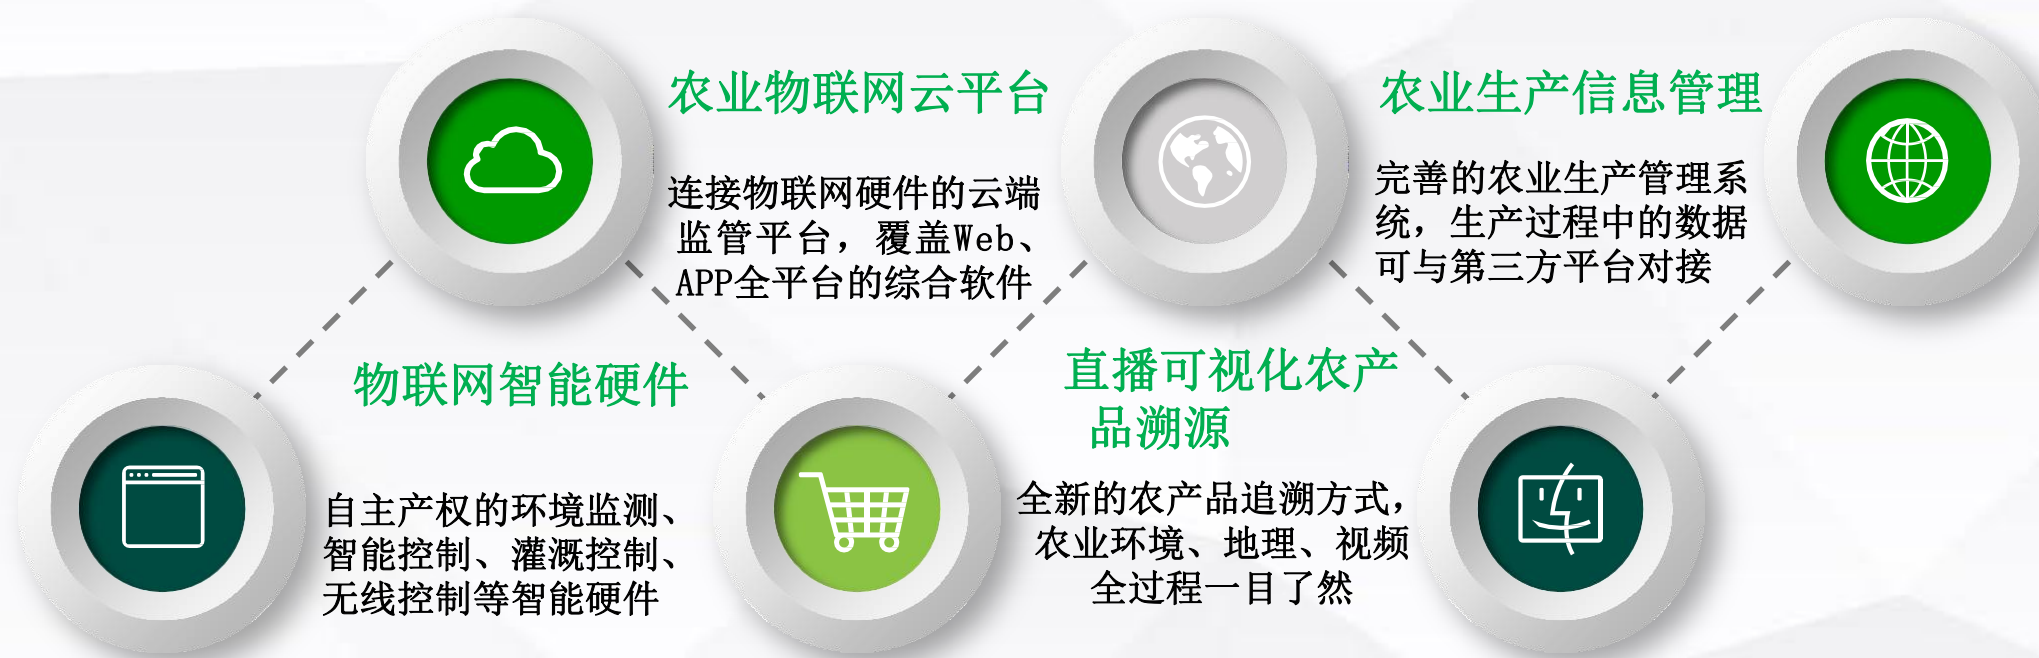 农业物联网云平台
连接物联网硬件的云端
监管平台，覆盖Web、
APP全平台的综合软件
农业生产信息管理
完善的农业生产管理系
统，生产过程中的数据
可与第三方平台对接
物联网智能硬件
自主产权的环境监测、
智能控制、灌溉控制、
无线控制等智能硬件
直播可视化农产
品溯源
全新的农产品追溯方式，
农业环境、地理、视频
全过程一目了然